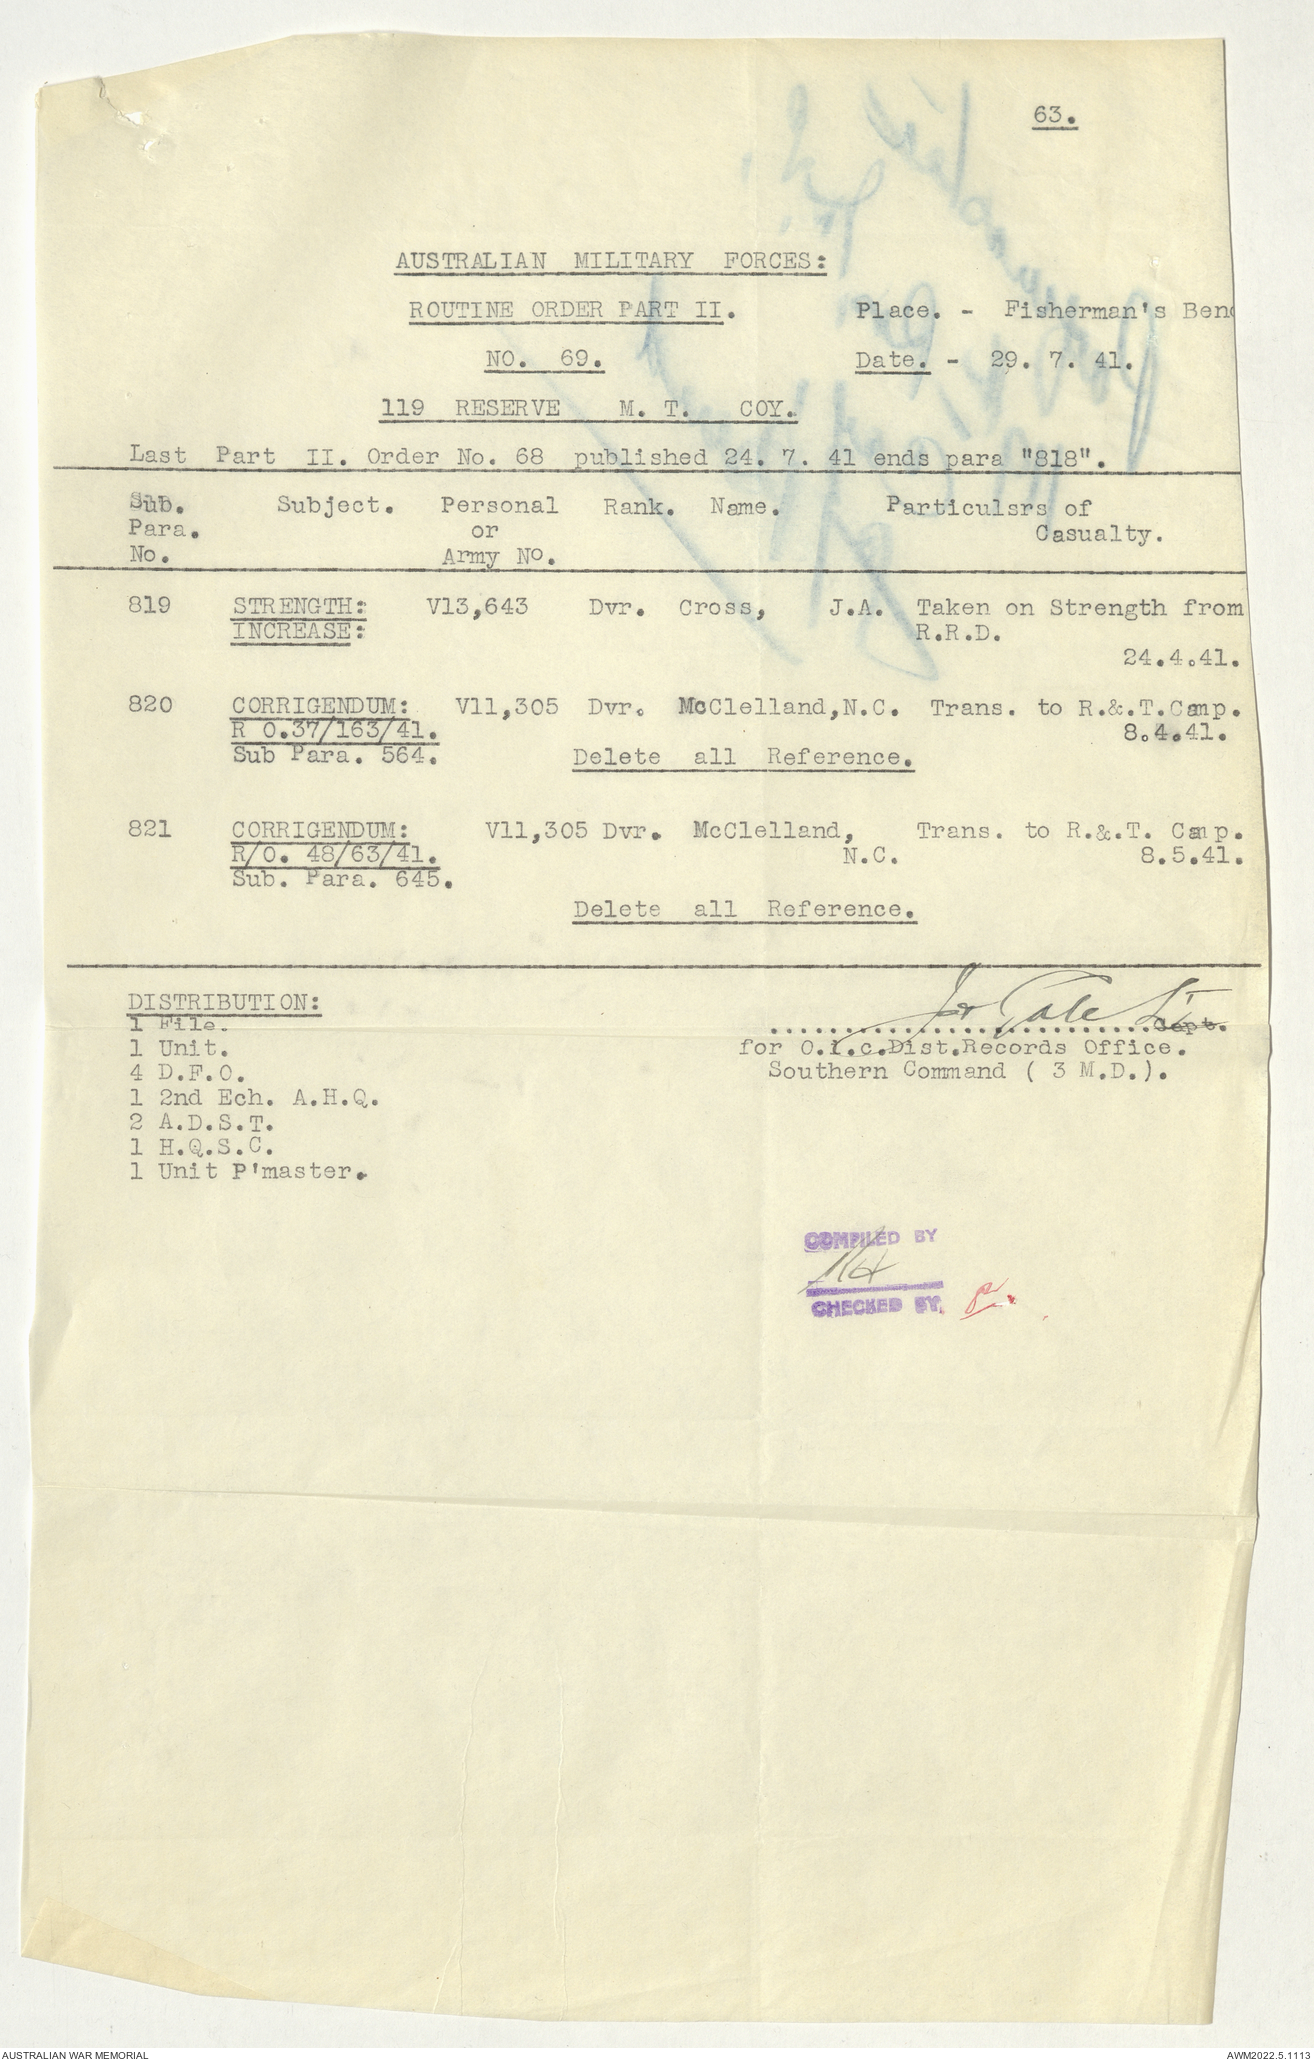 63.
AUSTRALIAN MILITARY FORCES:
ROUTINE ORDER PART II. Place. - Fisherman's Bend
NO. 69. Date. - 29. 7. 41.
119 RESERVE M. T. COY.
Last Part II. Order No. 68 published 24. 7. 41 ends para "818".
Sub. Subject. Personal Rank. Name. Particulsrs of
Para. or Casualty.
No. Army No.
819 STRENGTH: V13,643 Dvr. Cross, J.A. Taken on Strength from
INCREASE: R.R.D.
24.4.41.
820 CORRIGENDUM: V11,305 Dvr. McClelland,N.C. Trans. to R.&.T.Camp.
R O.37/163/41. 8.4.41.
Sub Para. 564. Delete all Reference.
821 CORRIGENDUM: V11,305 Dvr. McClelland, Trans. to R.&.T. Camp.
R/O. 48/63/41. N.C. 8.5.41.
Sub. Para. 645.
Delete all Reference.
DISTRIBUTION:
1 File. Capt.
1 Unit. for O.i.c.Dist.Records Office.
4 D.F.O. Southern Command ( 3 M.D.).
1 2nd Ech. A.H.Q.
2 A.D.S.T.
1 H.Q.S.C.
1 Unit P'master.
COMPILED BY
CHECKED BY
AUSTRALIAN WAR MEMORIAL AWM2022.5.1113